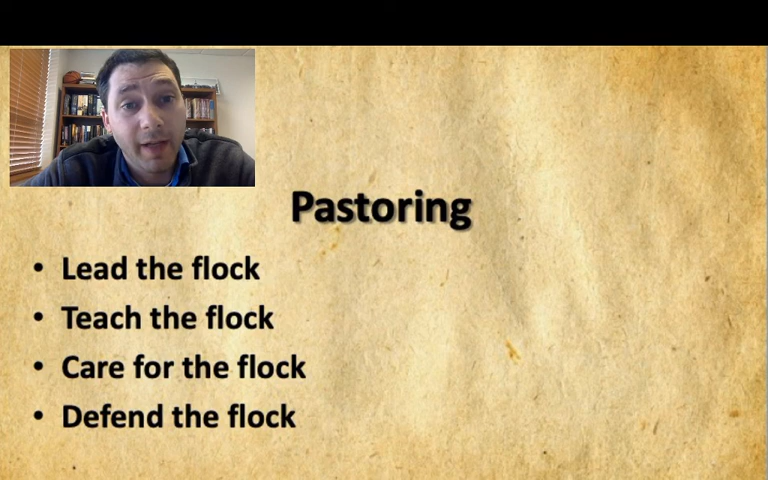 Pastoring
• Lead the flock
• Teach the flock
• Care for the flock
• Defend the flock